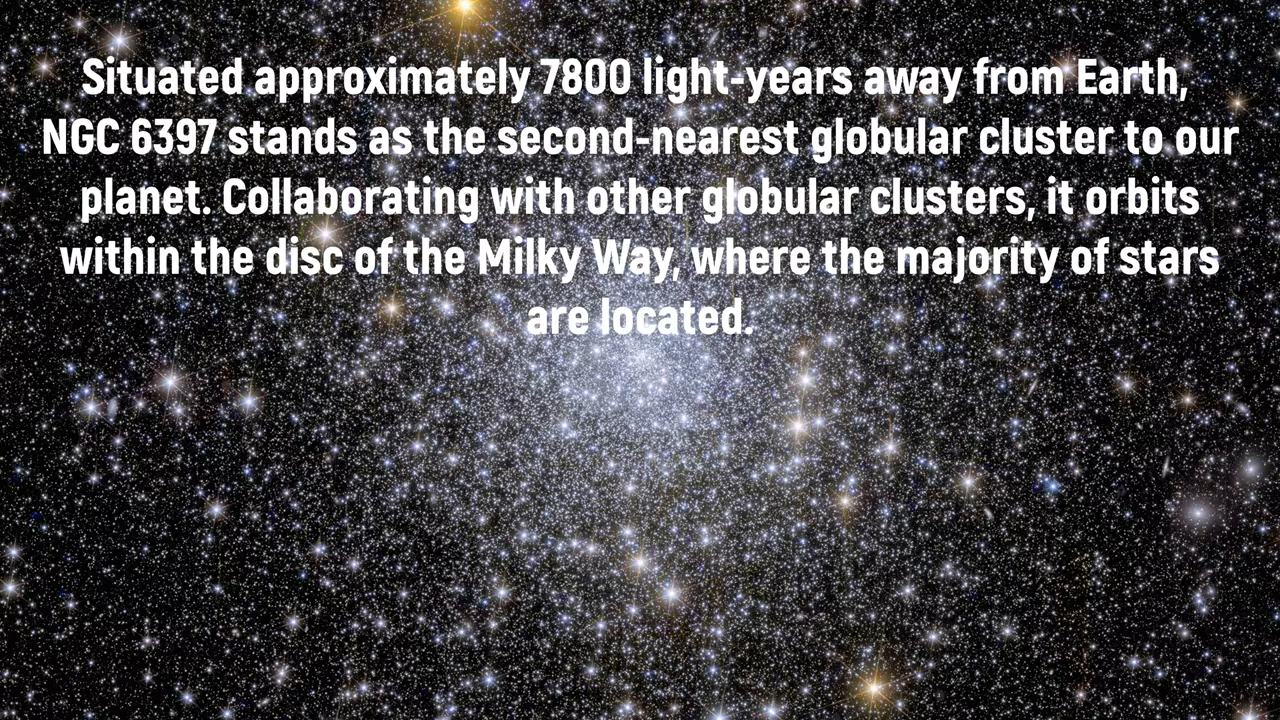 Situated approximately 7800 light-years away from Earth,
NGC 6397 stands as the second-nearest globular cluster to our
planet. Collaborating with other globular clusters, it orbits
within the disc of the Milky Way, where the majority of stars
are located.